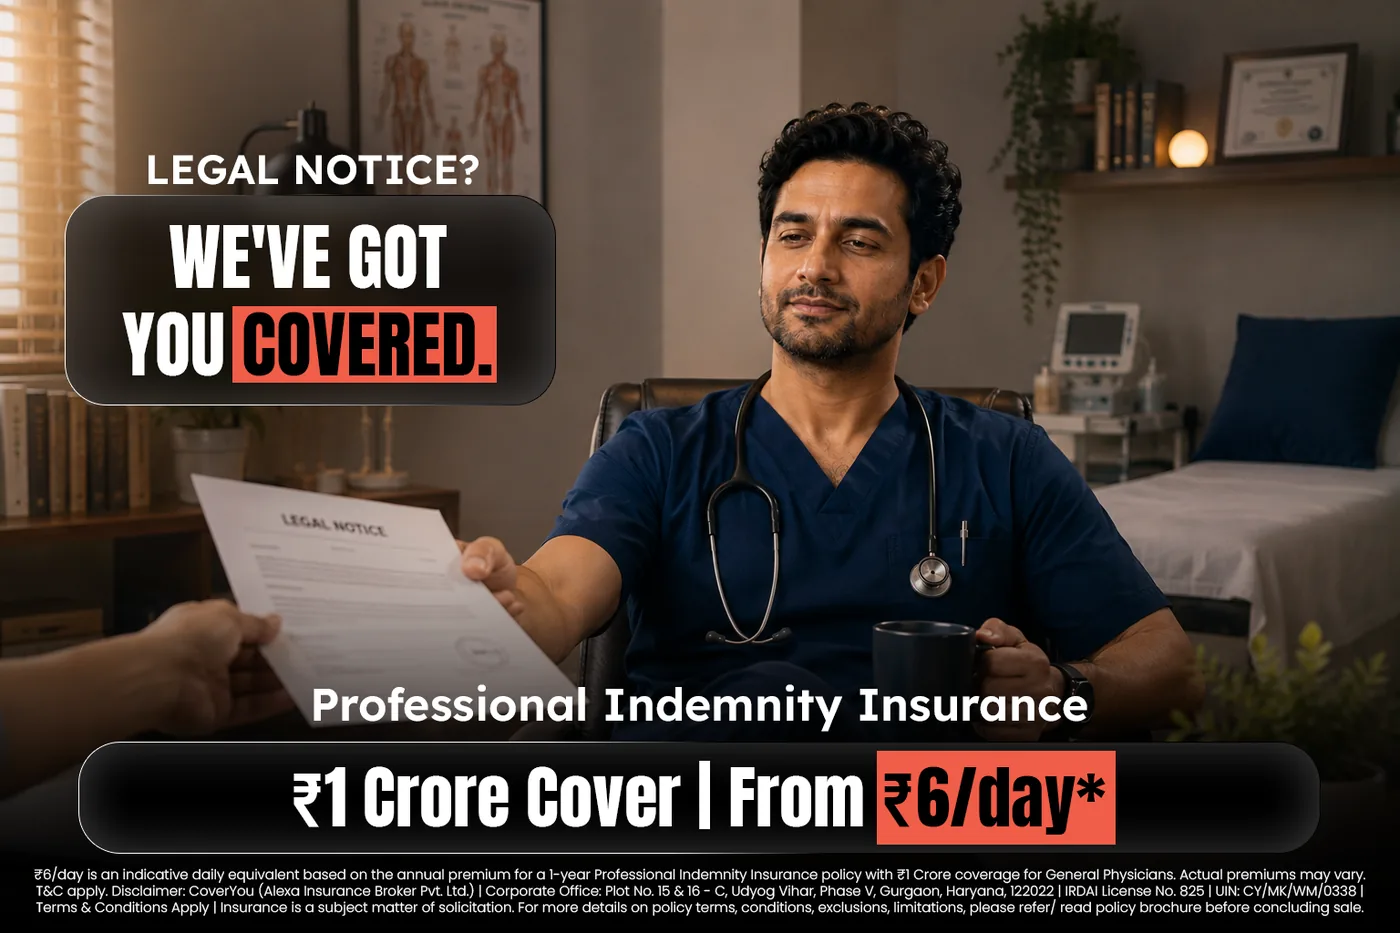 LEGAL NOTICE?
WE'VE GOT
YOU COVERED.
LEGAL NOTICE
Professional Indemnity Insurance
₹1 Crore Cover | From ₹6/day*
₹6/day is an indicative daily equivalent based on the annual premium for a 1-year Professional Indemnity Insurance policy with ₹1 Crore coverage for General Physicians. Actual premiums may vary.
T&C apply. Disclaimer: CoverYou (Alexa Insurance Broker Pvt. Ltd.) | Corporate Office: Plot No. 15 & 16 - C, Udyog Vihar, Phase V, Gurgaon, Haryana, 122022 | IRDAI License No. 825 | UIN: CY/MK/WM/0338 |
Terms & Conditions Apply | Insurance is a subject matter of solicitation. For more details on policy terms, conditions, exclusions, limitations, please refer/ read policy brochure before concluding sale.